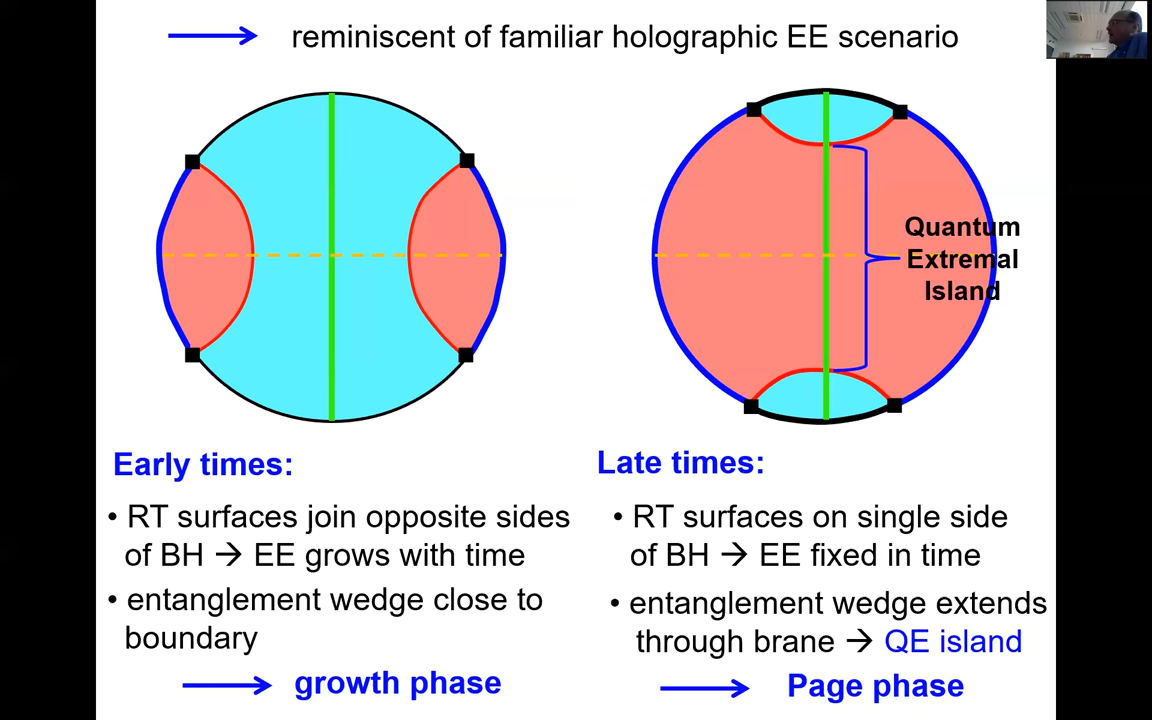 reminiscent of familiar holographic EE scenario
Quantum
Extremal
Island
Early times:
• RT surfaces join opposite sides
of BH → EE grows with time
• entanglement wedge close to
boundary
growth phase
Late times:
• RT surfaces on single side
of BH → EE fixed in time
• entanglement wedge extends
through brane → QE island
Page phase